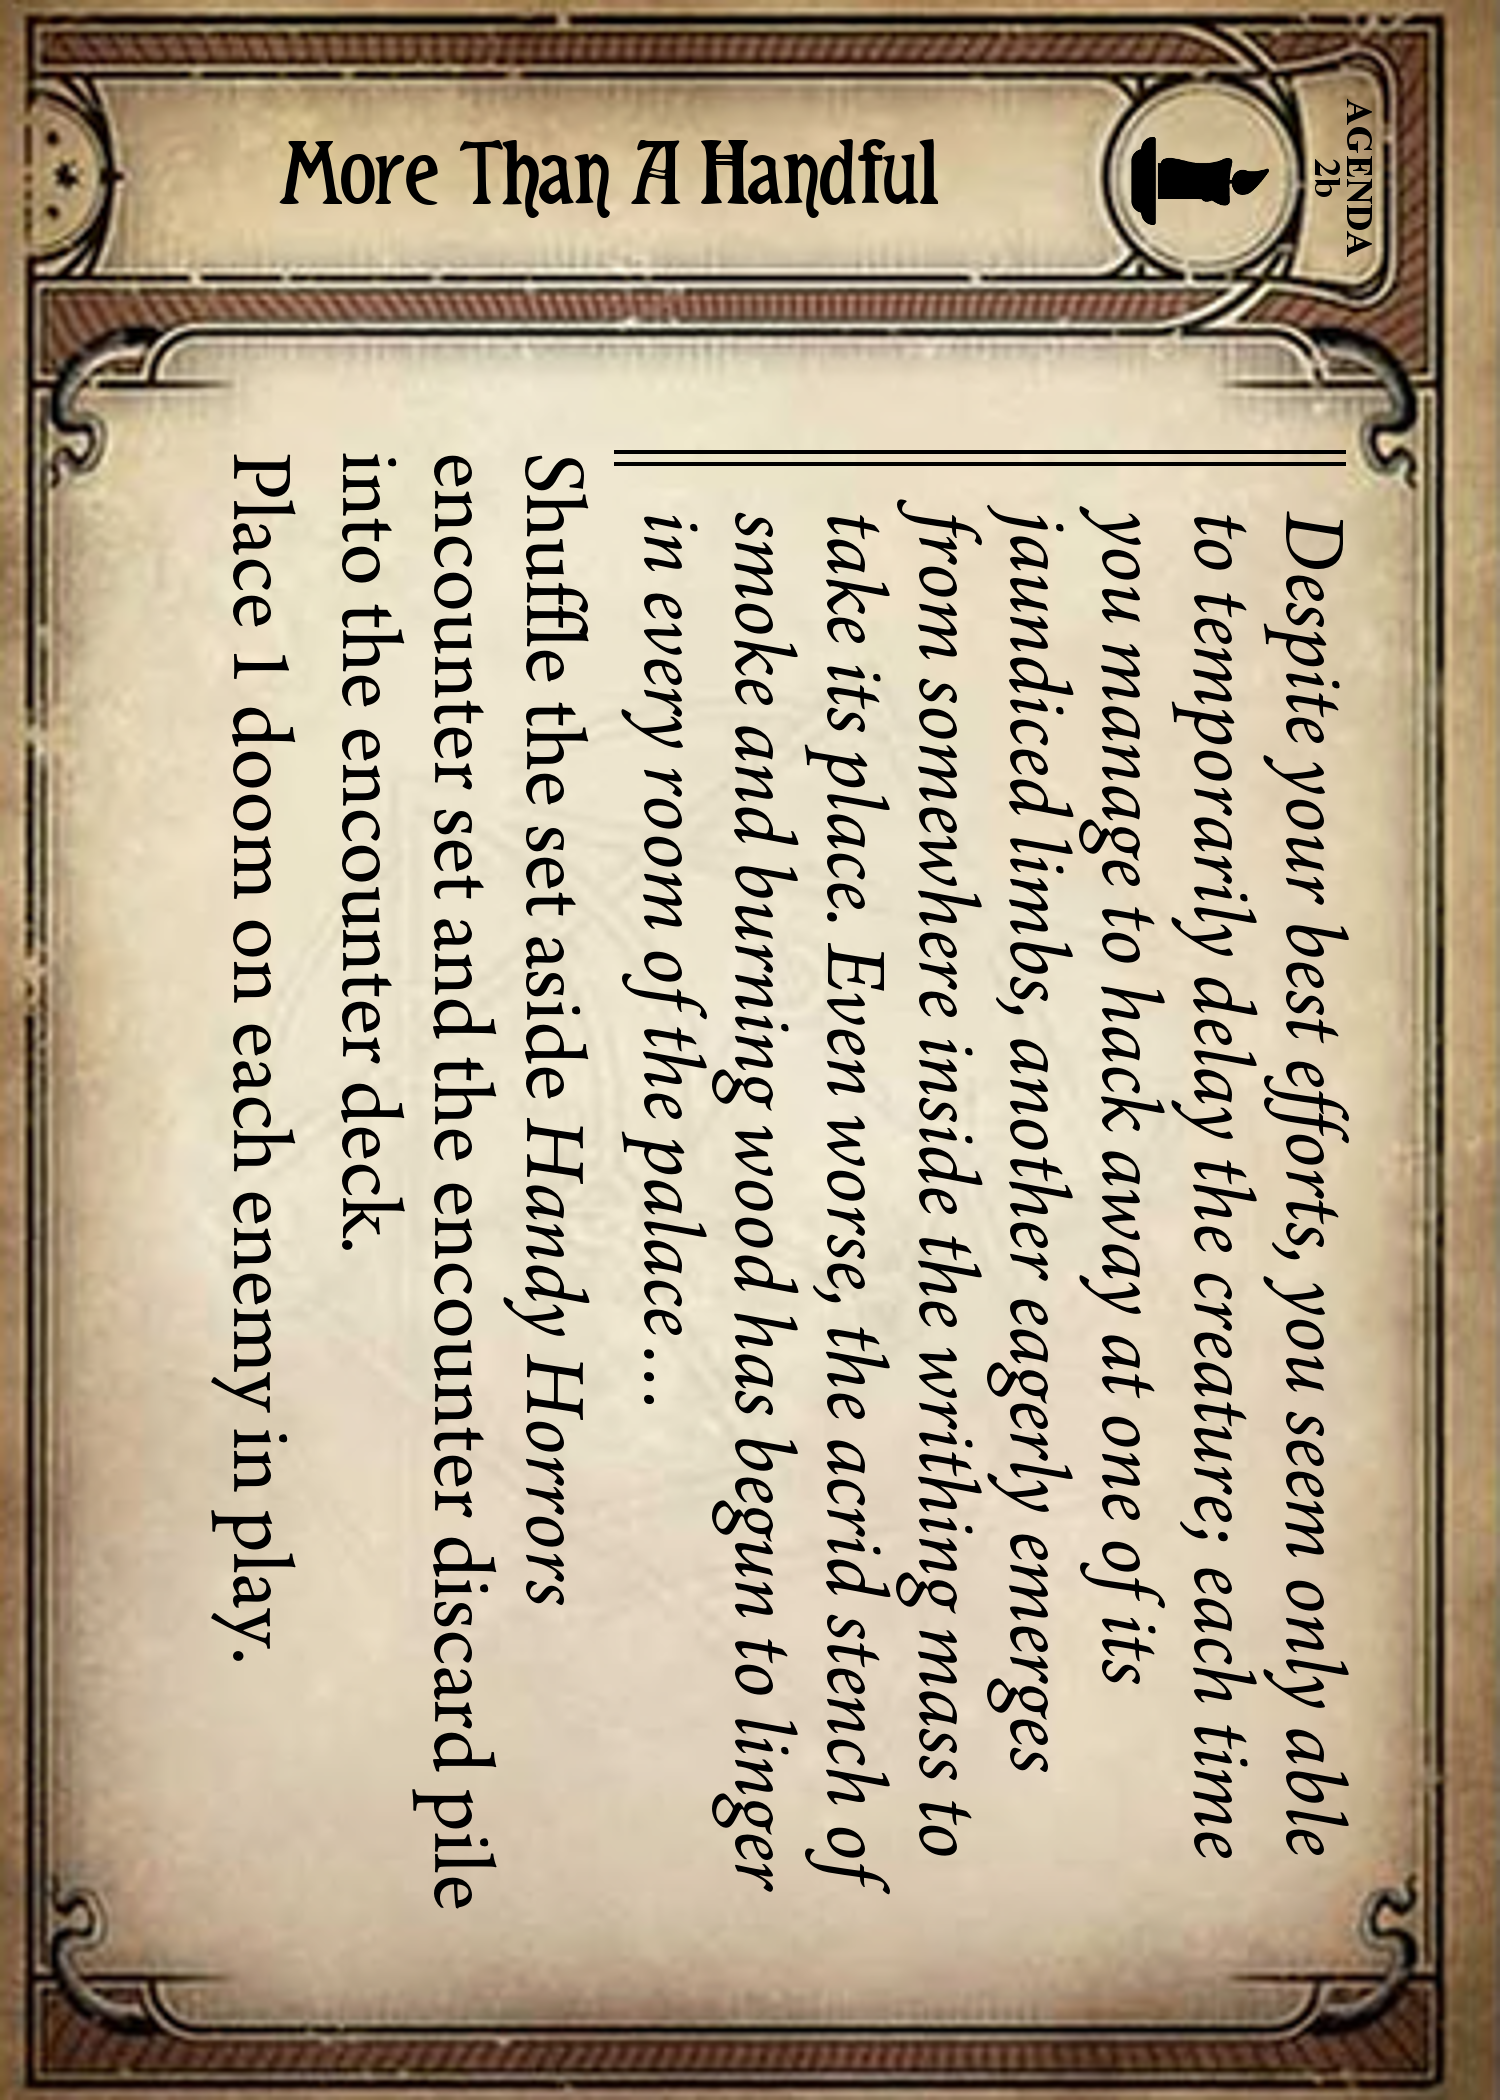 AGENDA
2b
More Than A Handful
Despite your best efforts, you seem only able
to temporarily delay the creature; each time
you manage to hack away at one of its
jaundiced limbs, another eagerly emerges
from somewhere inside the writhing mass to
take its place. Even worse, the acrid stench of
smoke and burning wood has begun to linger
in every room of the palace…
Shuffle the set aside Handy Horrors
encounter set and the encounter discard pile
into the encounter deck.
Place 1 doom on each enemy in play.